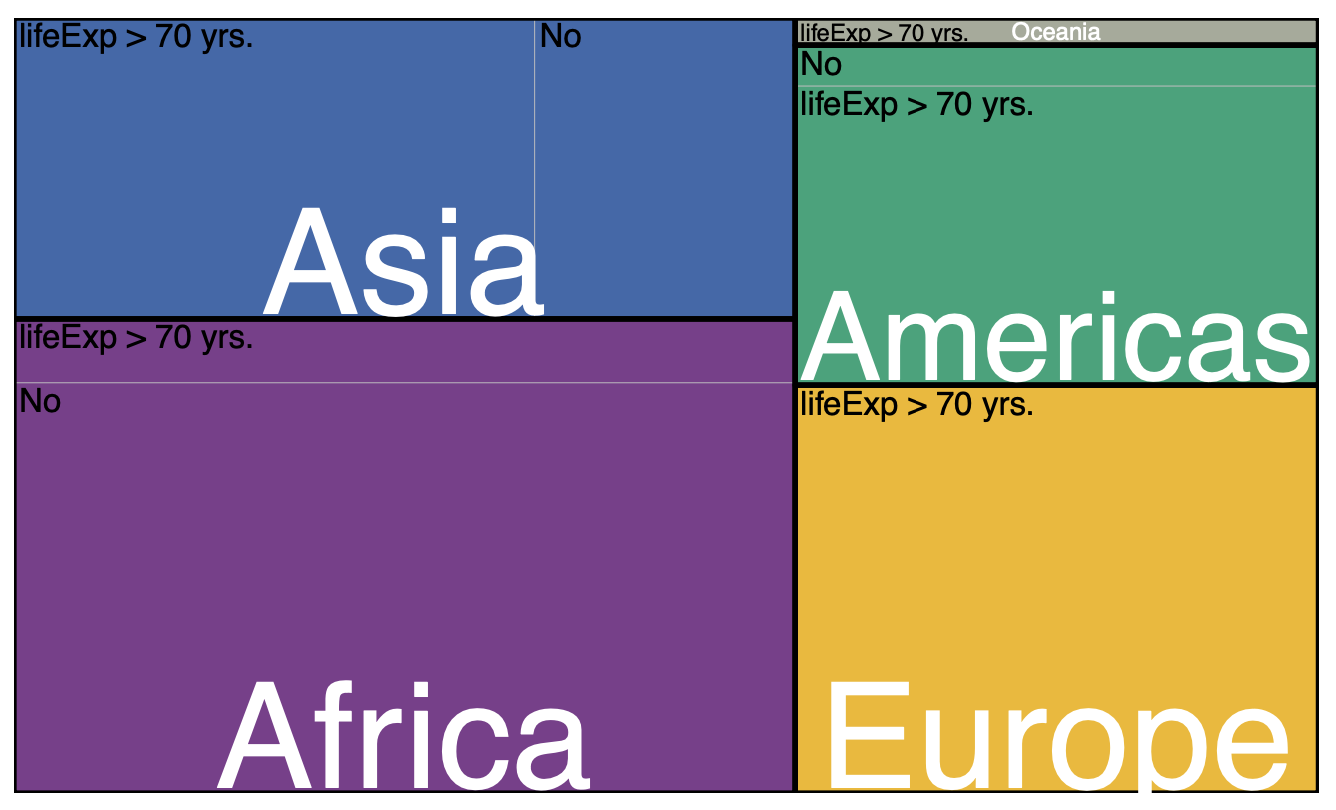 lifeExp > 70 yrs.
No
Asia
lifeExp > 70 yrs.
No
Africa
lifeExp > 70 yrs.
Oceania
No
lifeExp > 70 yrs.
Americas
lifeExp > 70 yrs.
Europe